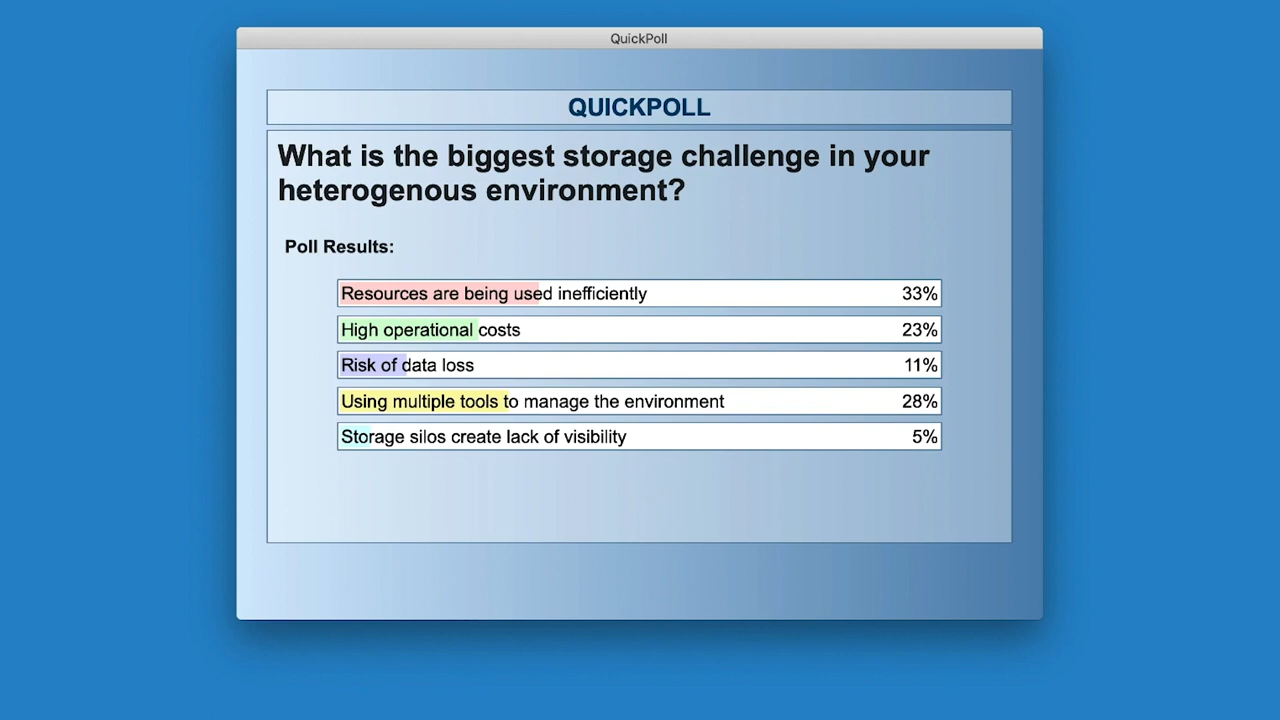 QuickPoll
QUICKPOLL
What is the biggest storage challenge in your
heterogenous environment?
Poll Results:
Resources are being used inefficiently 33%
High operational costs 23%
Risk of data loss 11%
Using multiple tools to manage the environment 28%
Storage silos create lack of visibility 5%